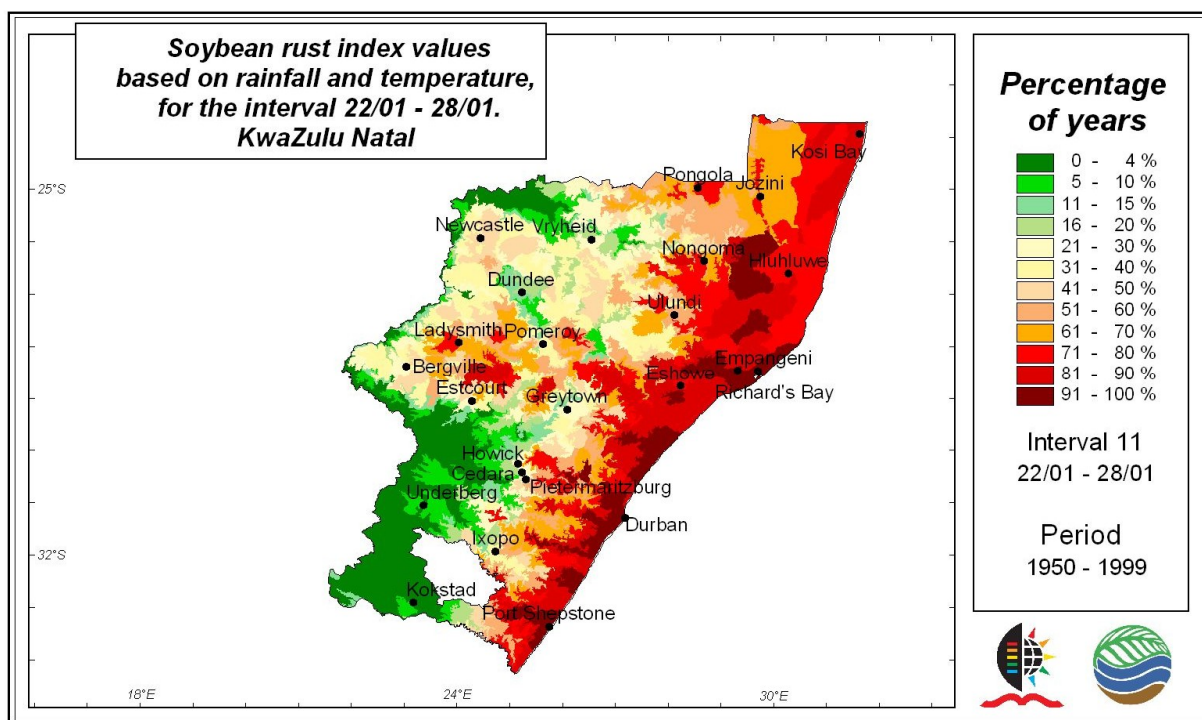 Soybean rust index values
based on rainfall and temperature,
for the interval 22/01 - 28/01.
KwaZulu Natal
Percentage
of years
0 - 4 %
5 - 10 %
11 - 15 %
16 - 20 %
21 - 30 %
31 - 40 %
41 - 50 %
51 - 60 %
61 - 70 %
71 - 80 %
81 - 90 %
91 - 100 %
Interval 11
22/01 - 28/01
Period
1950 - 1999
Kosi Bay
25°S
Pongola
Jozini
Newcastle
Vryheid
Nongoma
Hluhluwe
Dundee
Ulundi
Ladysmith
Pomeroy
Bergville
Empangeni
Eshowe
Estcourt
Richard's Bay
Greytown
Howick
Cedara
Pietermaritzburg
Underberg
Durban
Ixopo
32°S
Kokstad
Port Shepstone
18°E
24°E
30°E